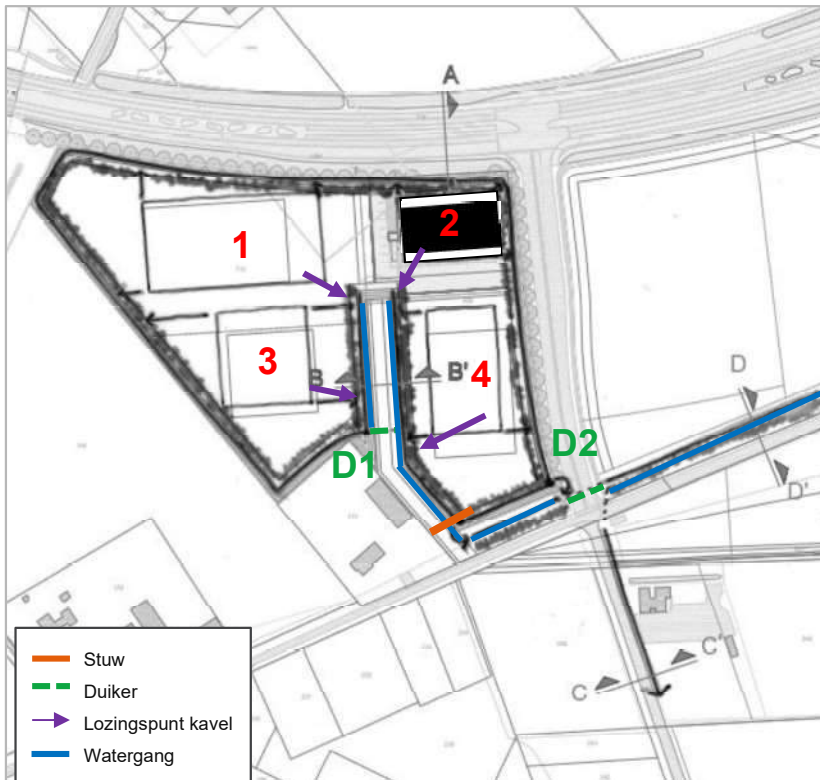 A
1
2
3
4
B
B'
D1
D2
D
D'
C
C'
Stuw
Duiker
Lozingspunt kavel
Watergang